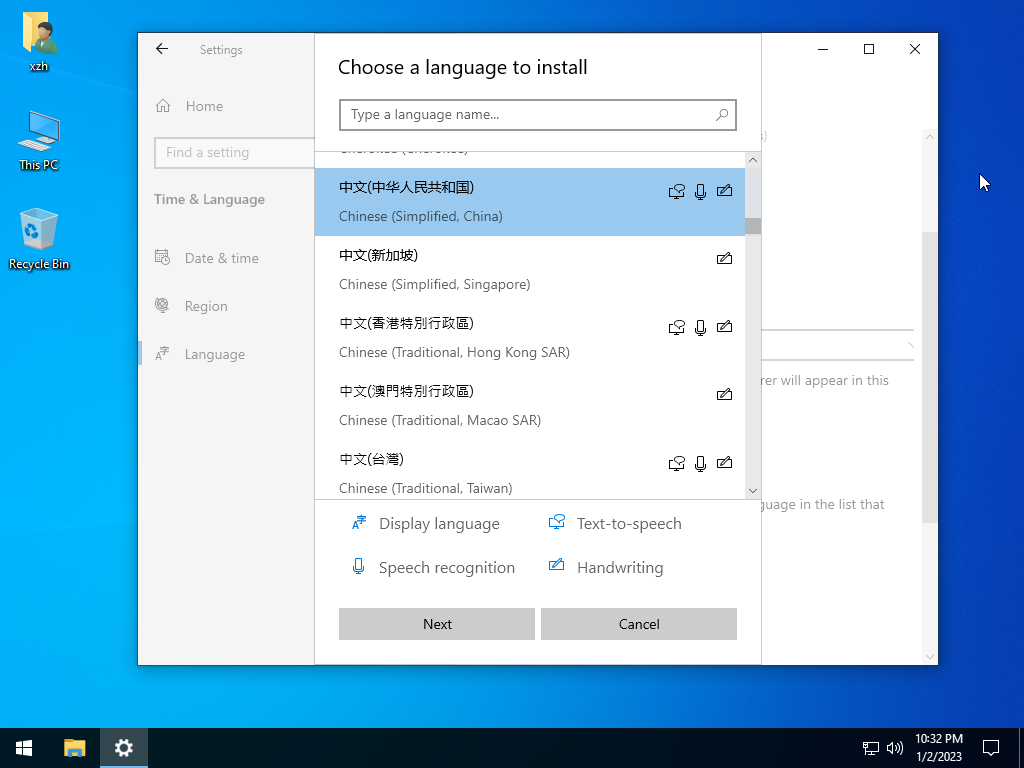 xzh
This PC
Recycle Bin
Settings
Home
Find a setting
Time & Language
Date & time
Region
Language
Choose a language to install
Type a language name...
中文(中华人民共和国)
Chinese (Simplified, China)
中文(新加坡)
Chinese (Simplified, Singapore)
中文(香港特別行政區)
Chinese (Traditional, Hong Kong SAR)
中文(澳門特別行政區)
Chinese (Traditional, Macao SAR)
中文(台灣)
Chinese (Traditional, Taiwan)
Display language
Text-to-speech
Speech recognition
Handwriting
Next
Cancel
rer will appear in this
guage in the list that
10:32 PM
1/2/2023